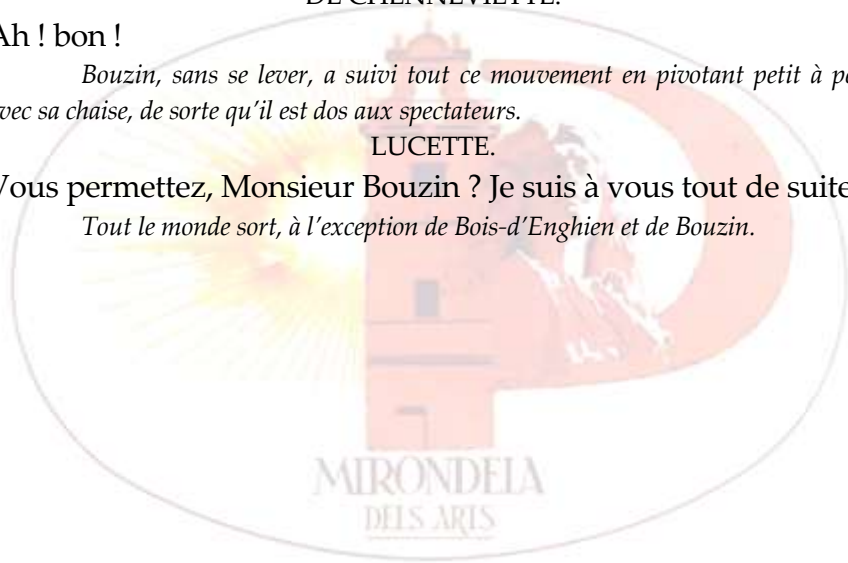 DE CHENNEVIETTE.
Ah ! bon !
Bouzin, sans se lever, a suivi tout ce mouvement en pivotant petit à
avec sa chaise, de sorte qu’il est dos aux spectateurs.
LUCETTE.
Vous permettez, Monsieur Bouzin ? Je suis à vous tout de suite
Tout le monde sort, à l’exception de Bois-d’Enghien et de Bouzin.
MIRONDELA
DELS ARTS